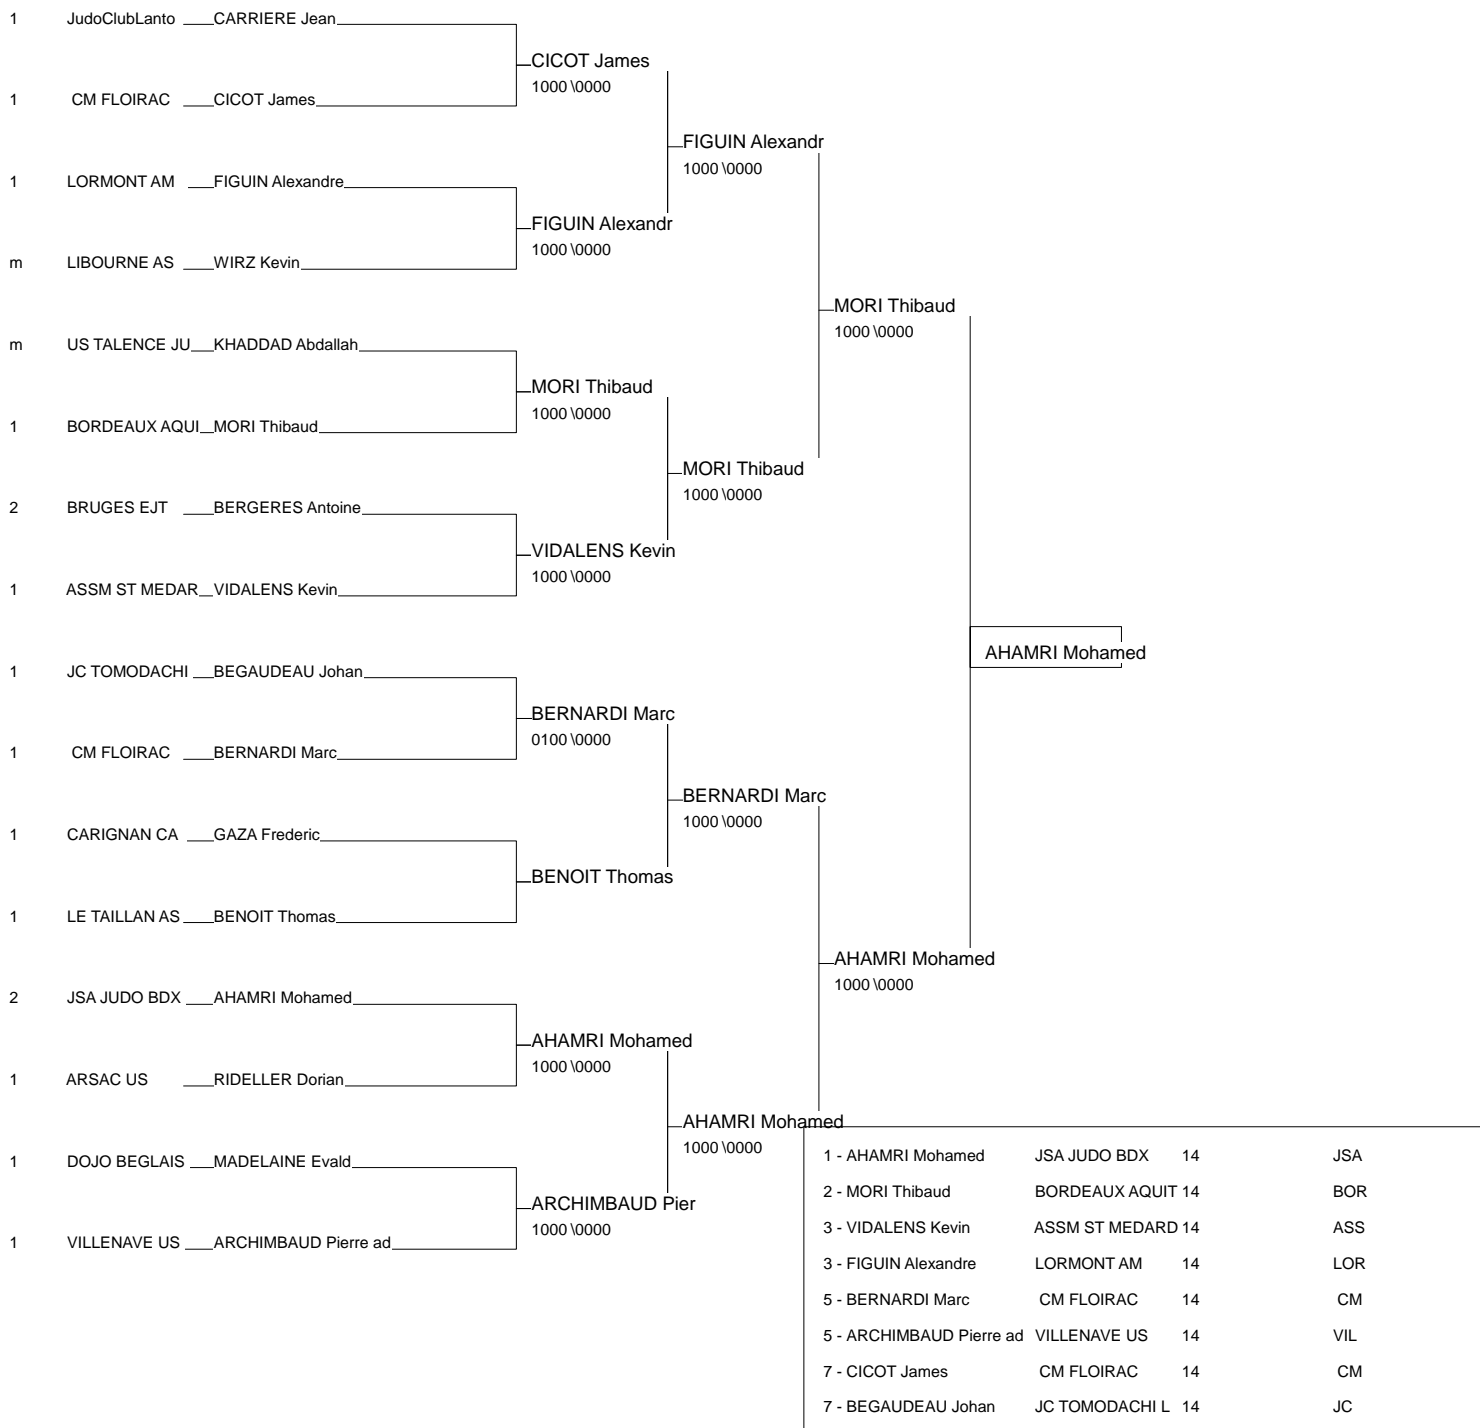 1 JudoClubLanto CARRIERE Jean
CICOT James
1000 \0000
1 CM FLOIRAC CICOT James
FIGUIN Alexandr
1000 \0000
1 LORMONT AM FIGUIN Alexandre
FIGUIN Alexandr
1000 \0000
m LIBOURNE AS WIRZ Kevin
MORI Thibaud
1000 \0000
m US TALENCE JU KHADDAD Abdallah
MORI Thibaud
1000 \0000
1 BORDEAUX AQUI MORI Thibaud
MORI Thibaud
1000 \0000
2 BRUGES EJT BERGERES Antoine
VIDALENS Kevin
1000 \0000
1 ASSM ST MEDAR VIDALENS Kevin
AHAMRI Mohamed
1 JC TOMODACHI BEGAUDEAU Johan
BERNARDI Marc
0100 \0000
1 CM FLOIRAC BERNARDI Marc
BERNARDI Marc
1000 \0000
1 CARIGNAN CA GAZA Frederic
BENOIT Thomas
1 LE TAILLAN AS BENOIT Thomas
AHAMRI Mohamed
1000 \0000
2 JSA JUDO BDX AHAMRI Mohamed
AHAMRI Mohamed
1000 \0000
1 ARSAC US RIDELLER Dorian
AHAMRI Mohamed
1000 \0000
1 DOJO BEGLAIS MADELAINE Evald
ARCHIMBAUD Pier
1000 \0000
1 VILLENAVE US ARCHIMBAUD Pierre ad
1 - AHAMRI Mohamed JSA JUDO BDX 14 JSA
2 - MORI Thibaud BORDEAUX AQUIT 14 BOR
3 - VIDALENS Kevin ASSM ST MEDARD 14 ASS
3 - FIGUIN Alexandre LORMONT AM 14 LOR
5 - BERNARDI Marc CM FLOIRAC 14 CM
5 - ARCHIMBAUD Pierre ad VILLENAVE US 14 VIL
7 - CICOT James CM FLOIRAC 14 CM
7 - BEGAUDEAU Johan JC TOMODACHI L 14 JC